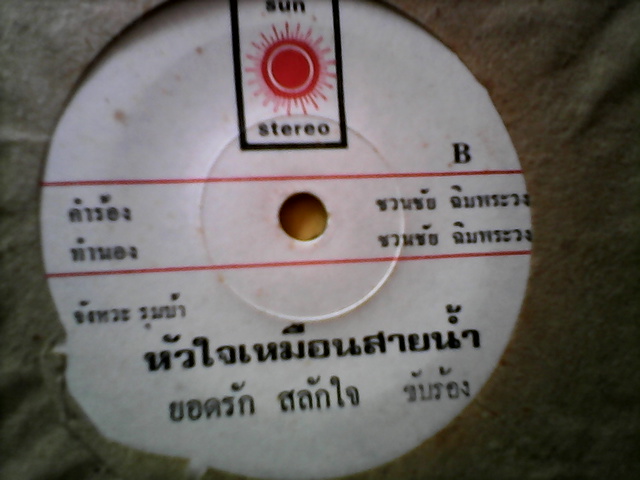 sun
stereo
B
คำร้อง ชวนชัย ฉิมพระวง
ทำนอง ชวนชัย ฉิมพระวง
จังหวะ รุมบ้า
หัวใจเหมือนสายน้ำ
ยอดรัก สลักใจ ขับร้อง